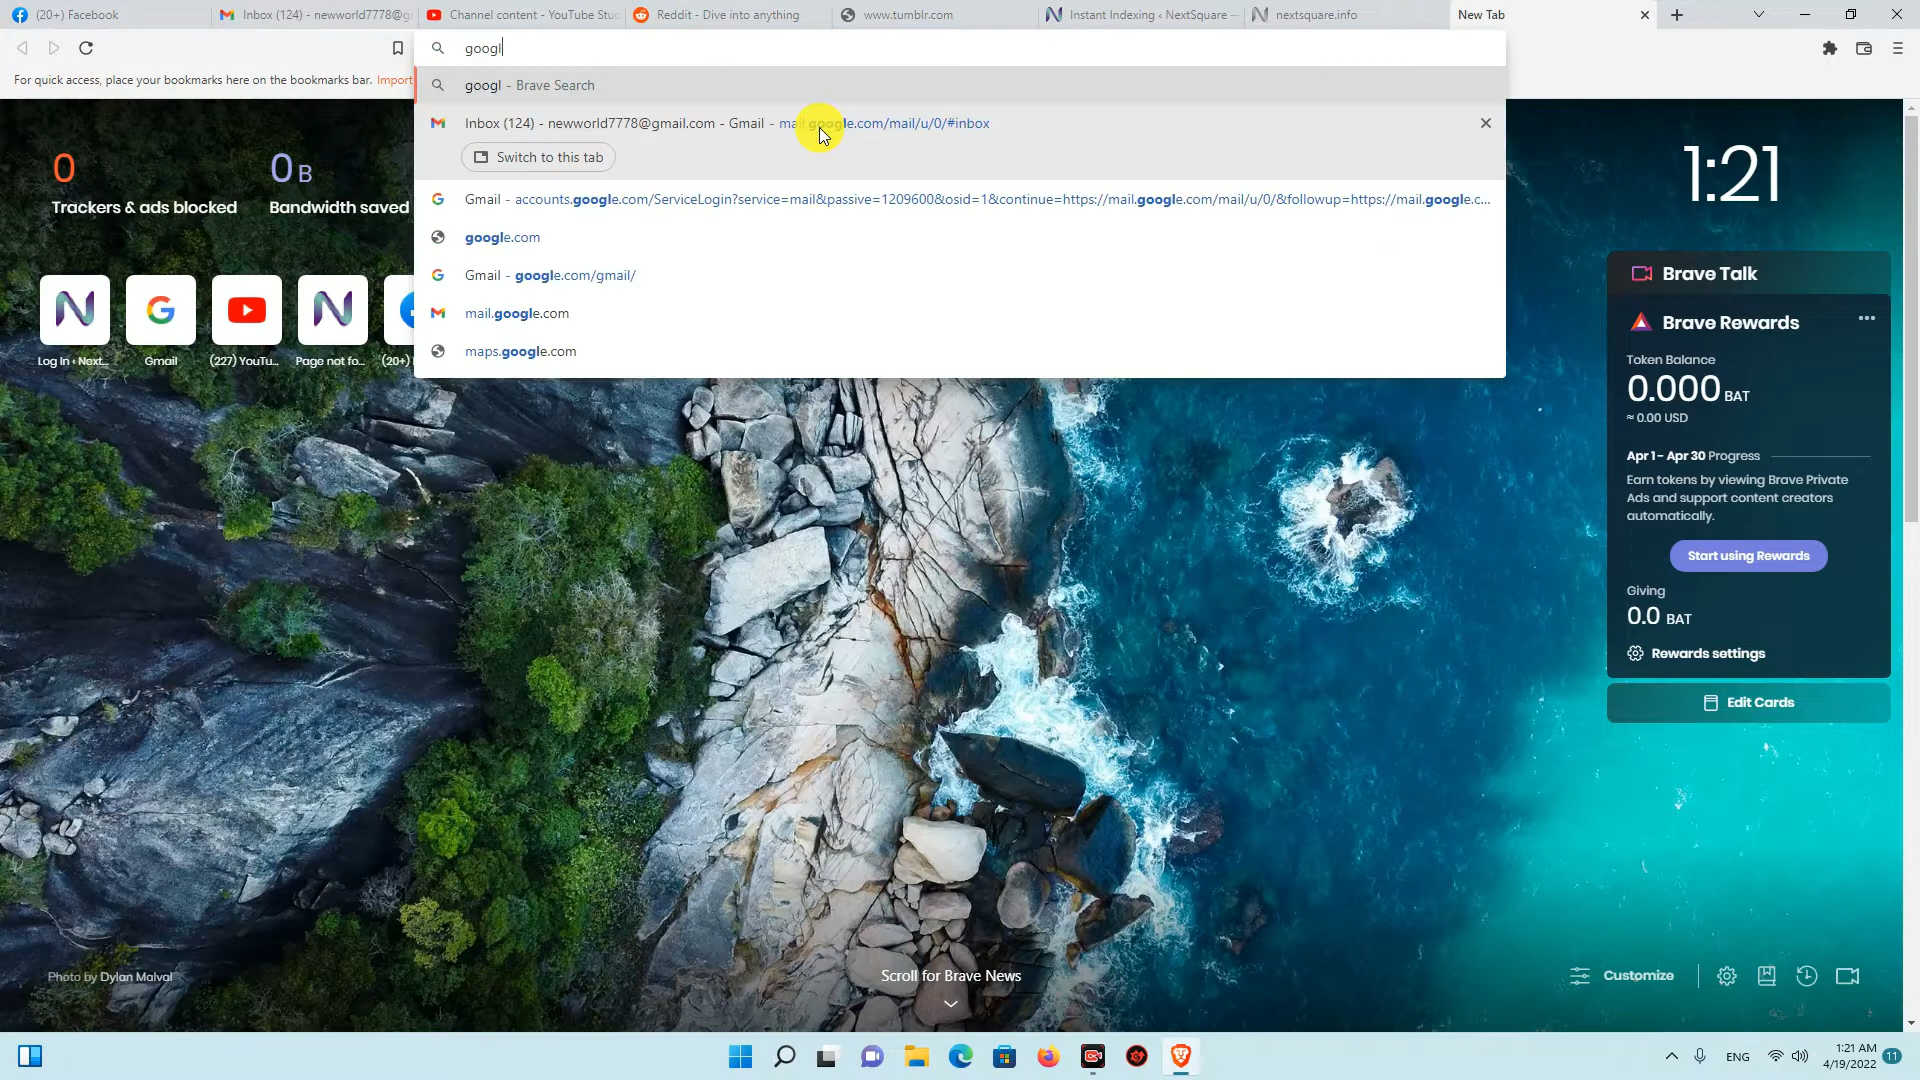 (20+) Facebook
Inbox (124) - newworld7778@g
Channel content - YouTube Stu
Reddit - Dive into anything
www.tumblr.com
Instant Indexing ‹ NextSquare —
nextsquare.info
New Tab
googl
For quick access, place your bookmarks here on the bookmarks bar. Import
googl - Brave Search
Inbox (124) - newworld7778@gmail.com - Gmail - mail.google.com/mail/u/0/#inbox
Switch to this tab
Gmail - accounts.google.com/ServiceLogin?service=mail&passive=1209600&osid=1&continue=https://mail.google.com/mail/u/0/&followup=https://mail.google.c...
google.com
Gmail - google.com/gmail/
mail.google.com
maps.google.com
0
Trackers & ads blocked
0 B
Bandwidth saved
Log In ‹ Next...
Gmail
(227) YouTu...
Page not fo...
(20+)
1:21
Brave Talk
Brave Rewards
Token Balance
0.000 BAT
≈ 0.00 USD
Apr 1 - Apr 30 Progress
Earn tokens by viewing Brave Private
Ads and support content creators
automatically.
Start using Rewards
Giving
0.0 BAT
Rewards settings
Edit Cards
Photo by Dylan Malval
Scroll for Brave News
Customize
ENG
1:21 AM
4/19/2022
11